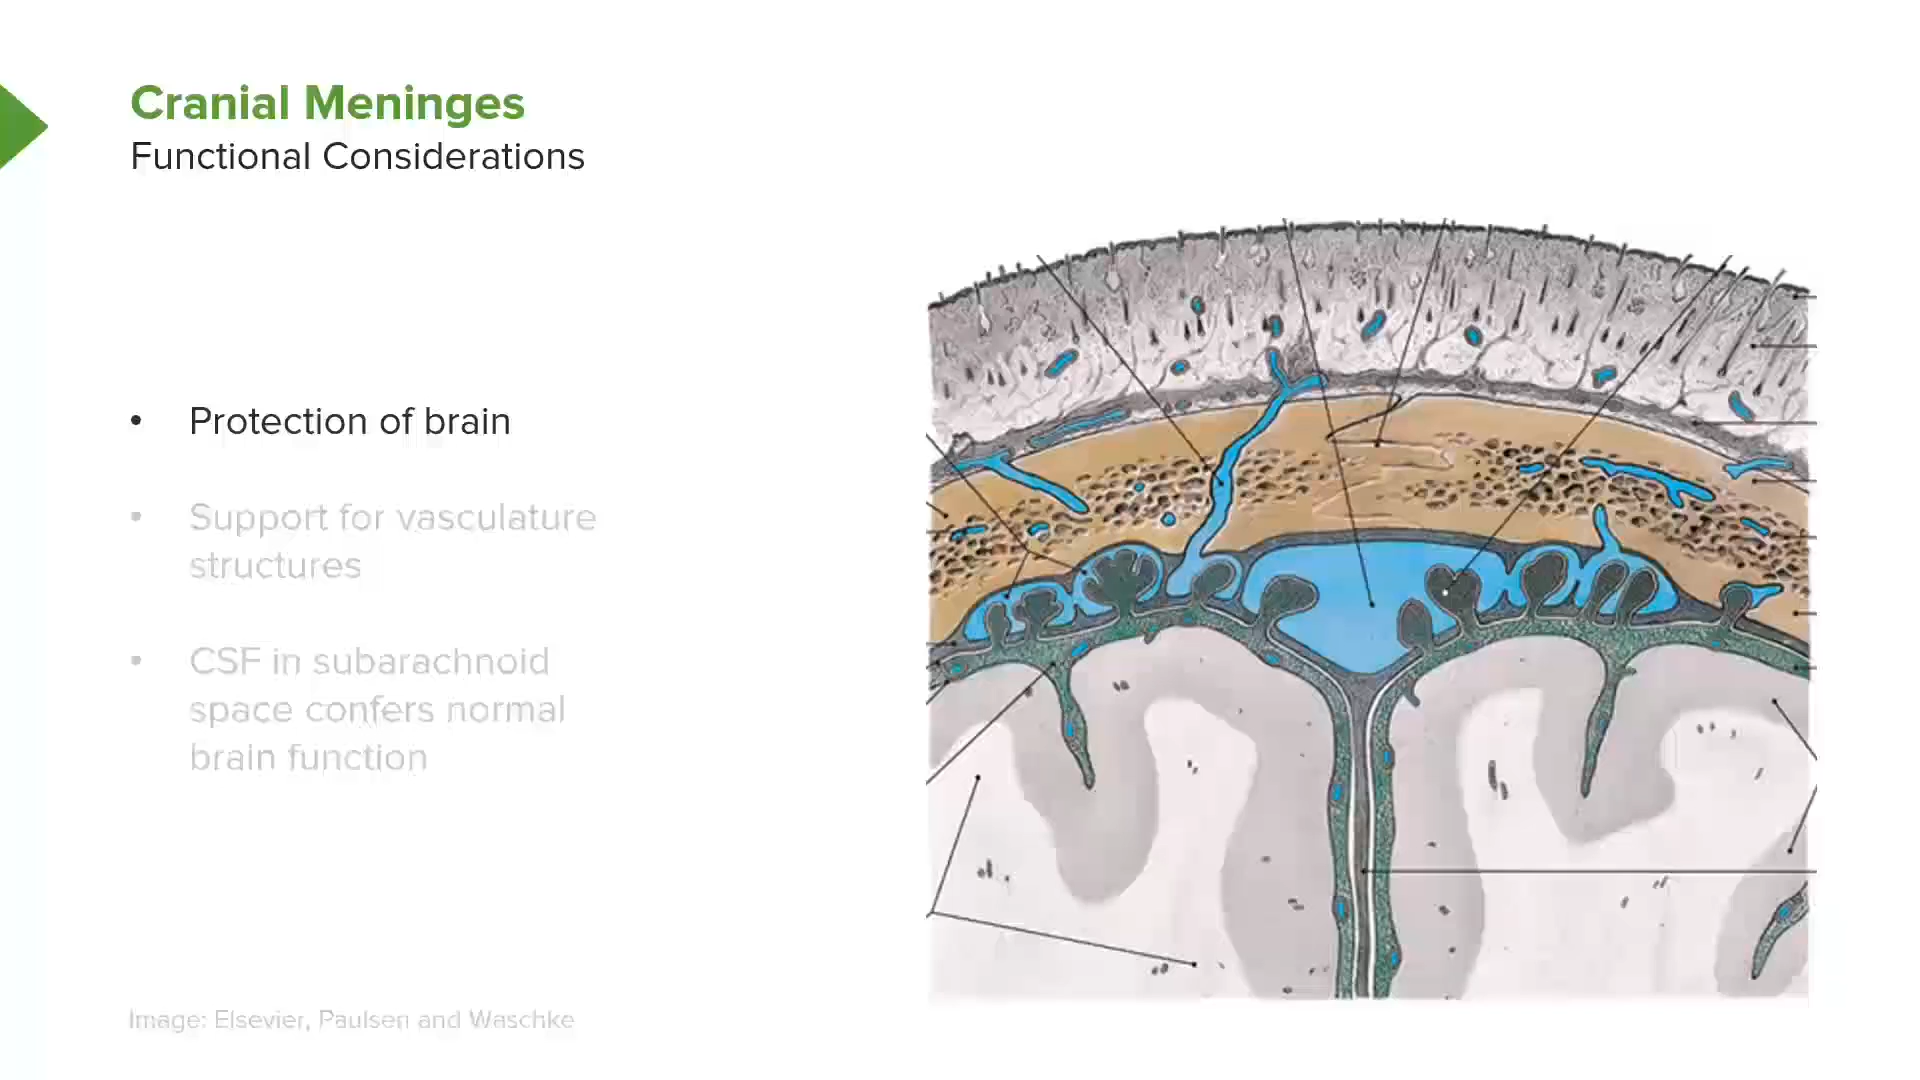 Cranial Meninges
Functional Considerations
• Protection of brain
• Support for vasculature
structures
• CSF in subarachnoid
space confers normal
brain function
Image: Elsevier, Paulsen and Waschke